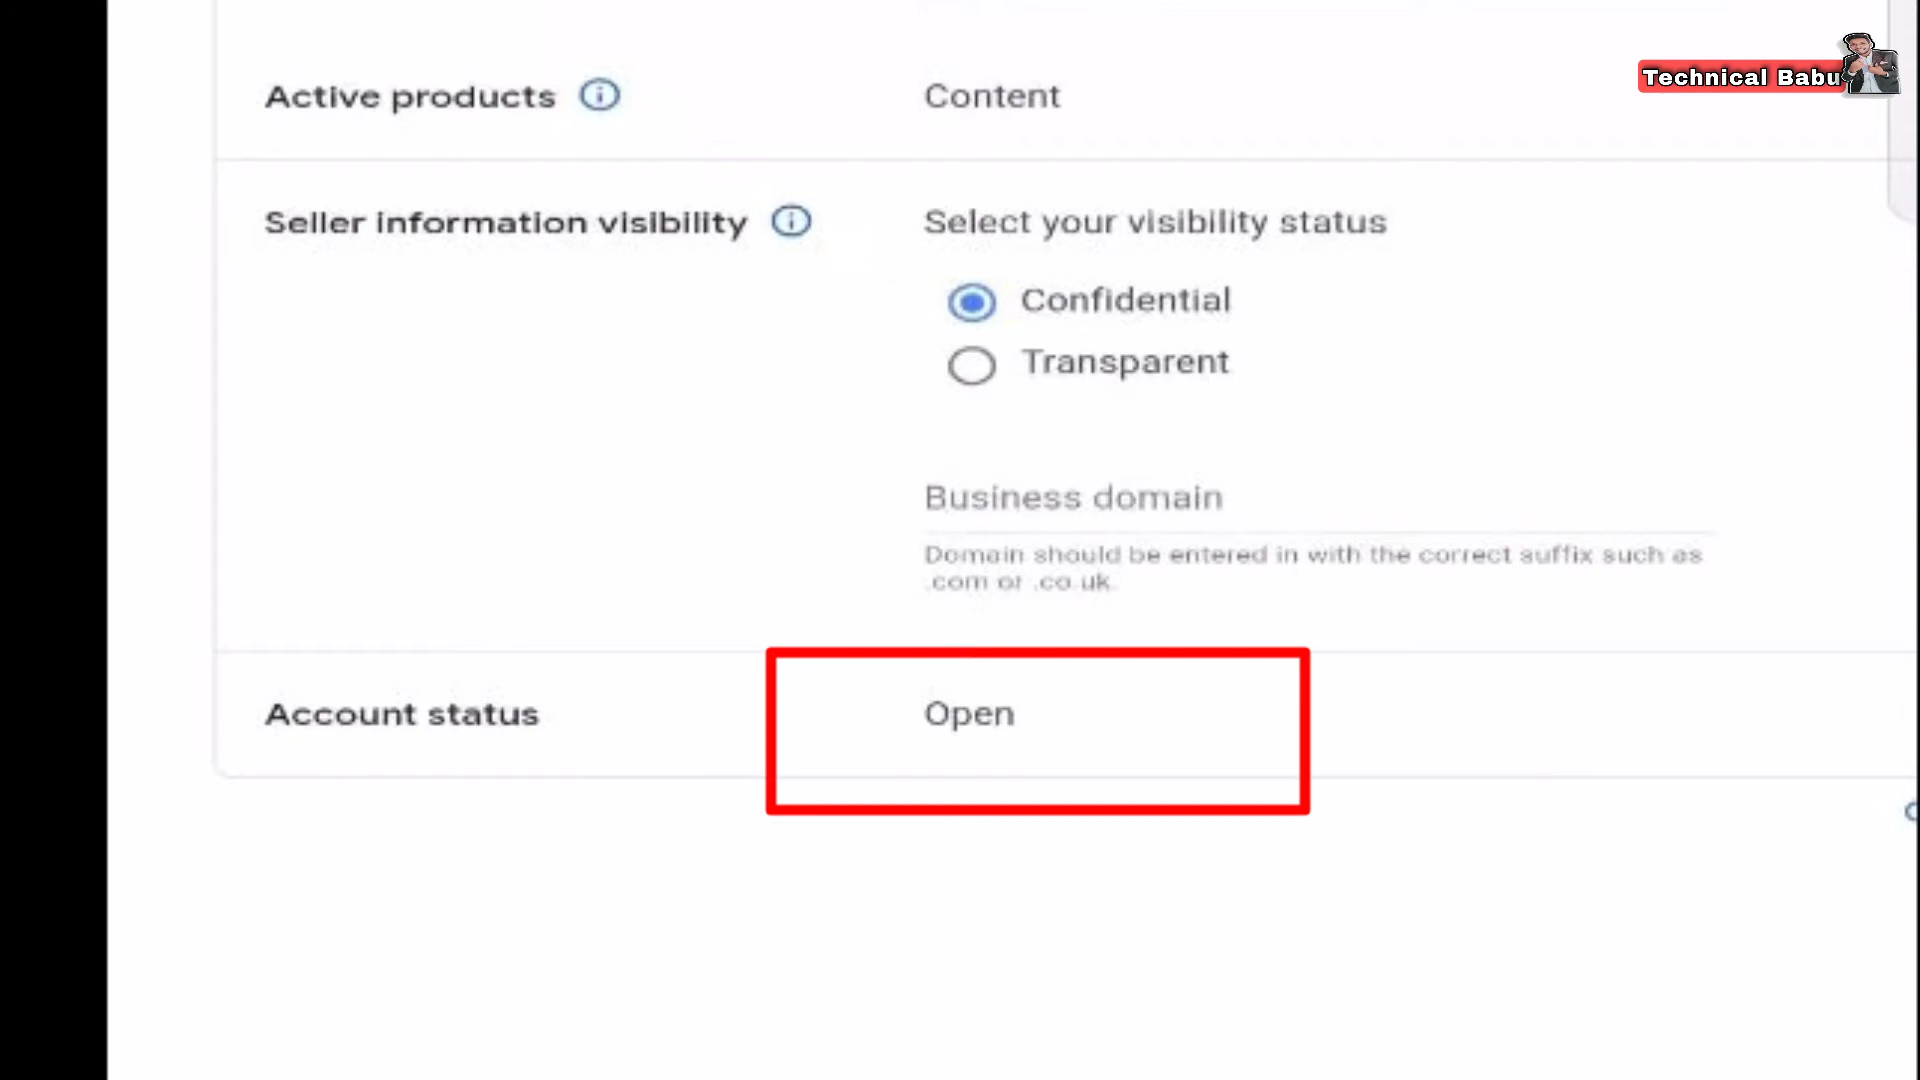 Technical Babu
Active products
Content
Seller information visibility
Select your visibility status
Confidential
Transparent
Business domain
Domain should be entered in with the correct suffix such as
.com or .co.uk.
Account status
Open